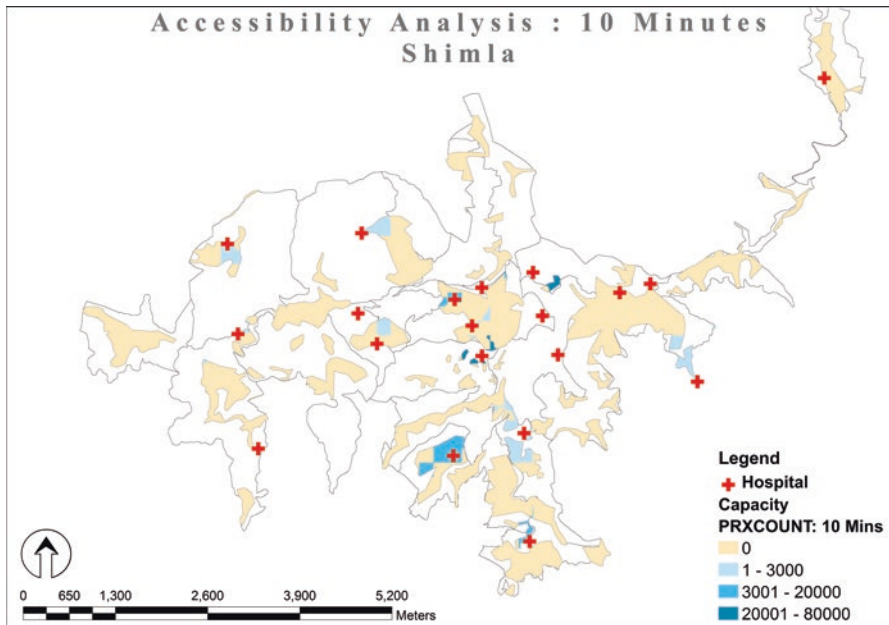 Accessibility Analysis : 10 Minutes
Shimla
Legend
Hospital
Capacity
PRXCOUNT: 10 Mins
0
1 - 3000
3001 - 20000
20001 - 80000
0 650 1,300 2,600 3,900 5,200
Meters